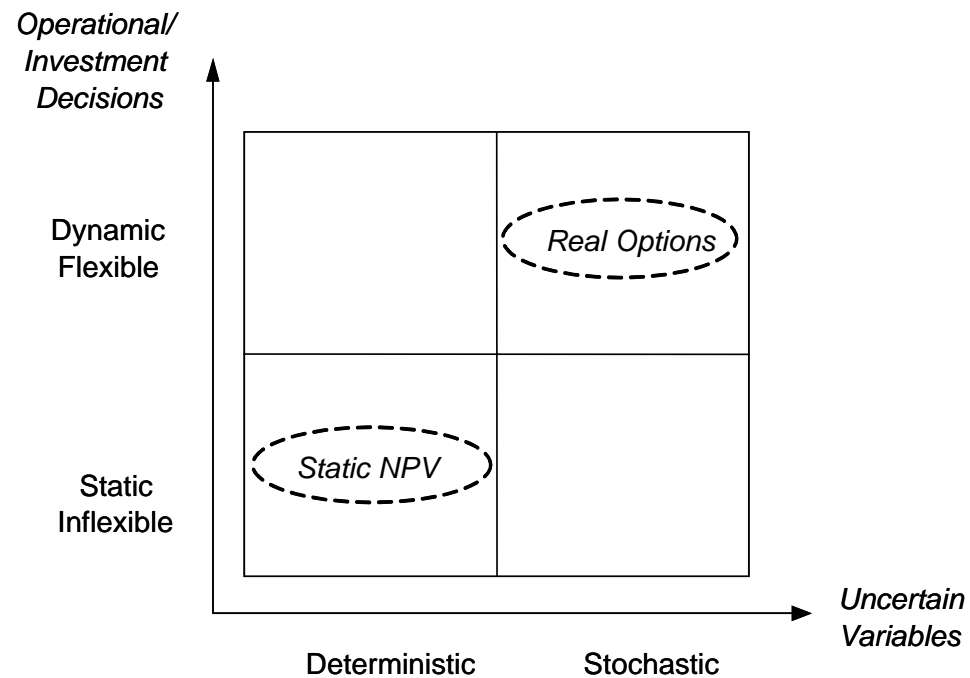 Operational/
Investment
Decisions
Dynamic
Flexible
Real Options
Static NPV
Static
Inflexible
Uncertain
Variables
Deterministic
Stochastic